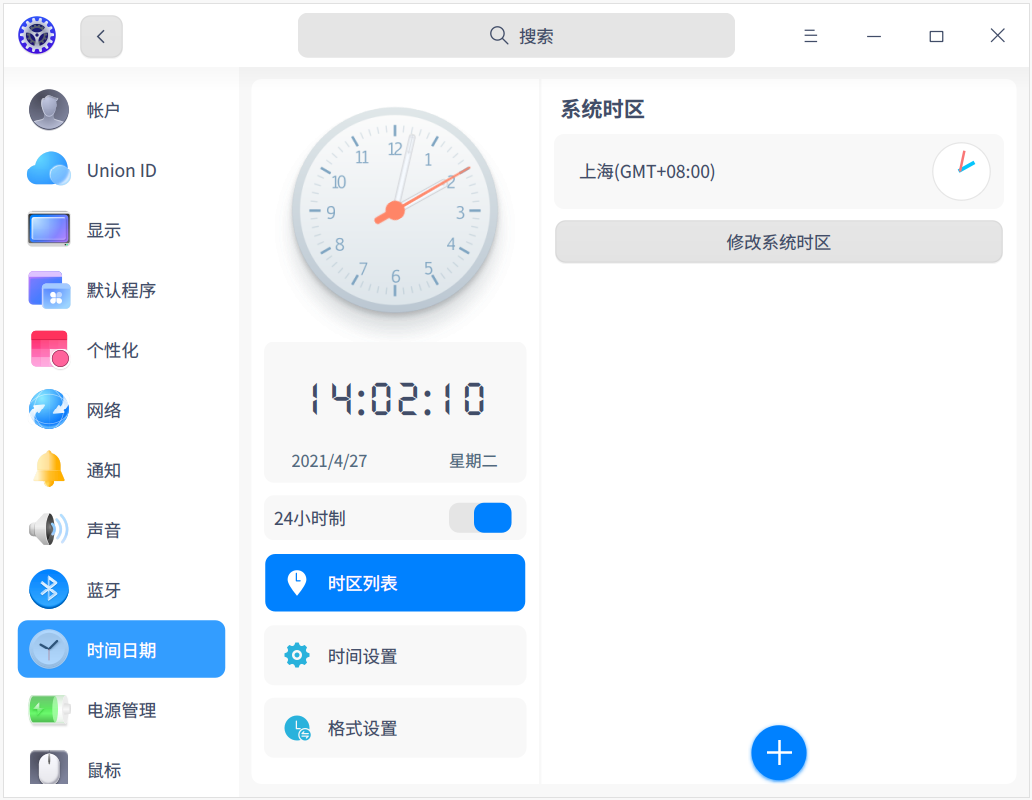 搜索
帐户
Union ID
显示
默认程序
个性化
网络
通知
声音
蓝牙
时间日期
电源管理
鼠标
12
1
2
3
4
5
6
7
8
9
10
11
14:02:10
2021/4/27 星期二
24小时制
时区列表
时间设置
格式设置
系统时区
上海(GMT+08:00)
修改系统时区